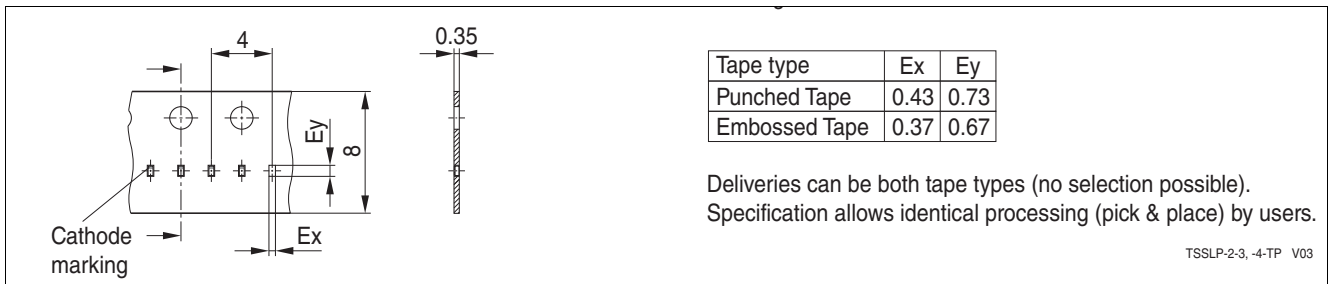 4
0.35
Ey
8
Ex
Cathode
marking
Tape type Ex Ey
Punched Tape 0.43 0.73
Embossed Tape 0.37 0.67
Deliveries can be both tape types (no selection possible).
Specification allows identical processing (pick & place) by users.
TSSLP-2-3, -4-TP V03